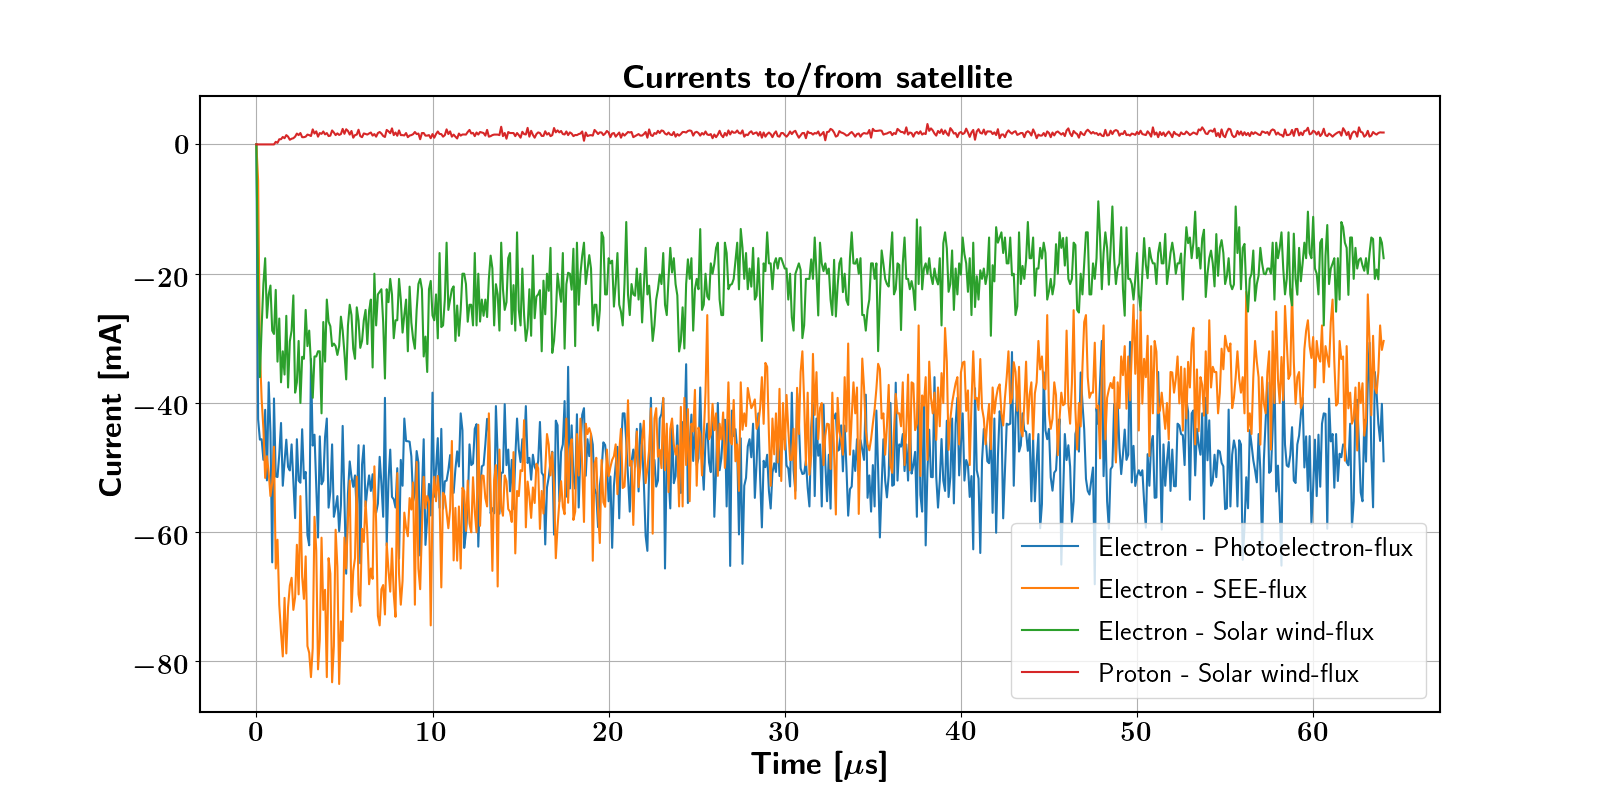 Currents to/from satellite
Current [mA]
0
−20
−40
−60
−80
Electron - Photoelectron-flux
Electron - SEE-flux
Electron - Solar wind-flux
Proton - Solar wind-flux
0 10 20 30 40 50 60
Time [μs]